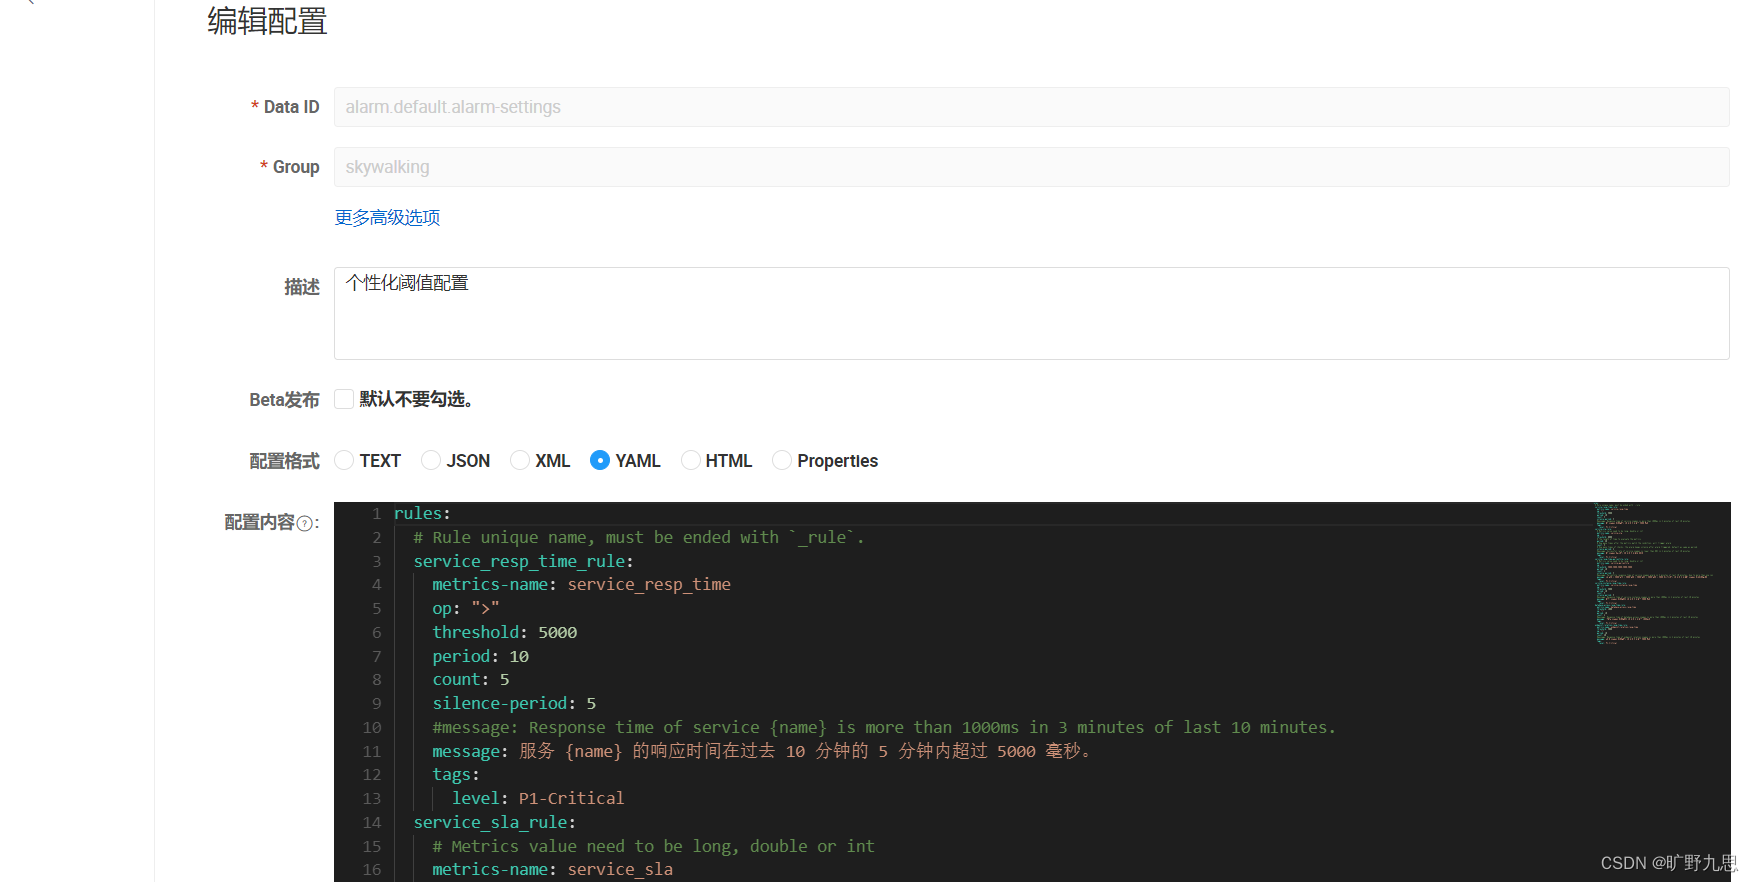 编辑配置
* Data ID alarm.default.alarm-settings
* Group skywalking
更多高级选项
描述 个性化阈值配置
Beta发布 默认不要勾选。
配置格式 TEXT JSON XML YAML HTML Properties
配置内容?:
1 rules:
2 # Rule unique name, must be ended with `_rule`.
3 service_resp_time_rule:
4 metrics-name: service_resp_time
5 op: ">"
6 threshold: 5000
7 period: 10
8 count: 5
9 silence-period: 5
10 #message: Response time of service {name} is more than 1000ms in 3 minutes of last 10 minutes.
11 message: 服务 {name} 的响应时间在过去 10 分钟的 5 分钟内超过 5000 毫秒。
12 tags:
13 level: P1-Critical
14 service_sla_rule:
15 # Metrics value need to be long, double or int
16 metrics-name: service_sla
CSDN @旷野九思